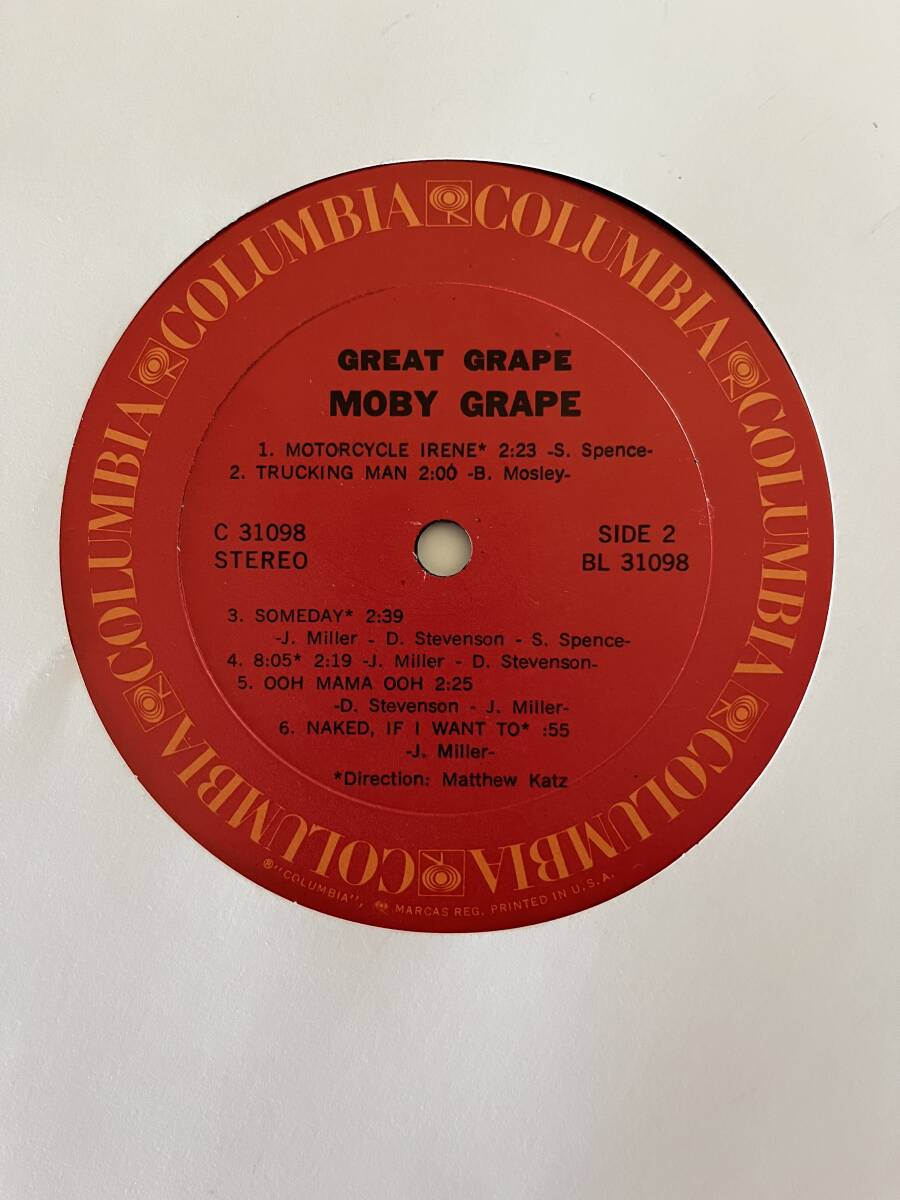 COLUMBIA COLUMBIA COLUMBIA COLUMBIA COLUMBIA COLUMBIA COLUMBIA
GREAT GRAPE
MOBY GRAPE
1. MOTORCYCLE IRENE* 2:23 -S. Spence-
2. TRUCKING MAN 2:00 -B. Mosley-
C 31098 SIDE 2
STEREO BL 31098
3. SOMEDAY* 2:39
-J. Miller - D. Stevenson - S. Spence-
4. 8:05* 2:19 -J. Miller - D. Stevenson-
5. OOH MAMA OOH 2:25
-D. Stevenson - J. Miller-
6. NAKED, IF I WANT TO* :55
-J. Miller-
*Direction: Matthew Katz
®"COLUMBIA", MARCAS REG. PRINTED IN U.S.A.